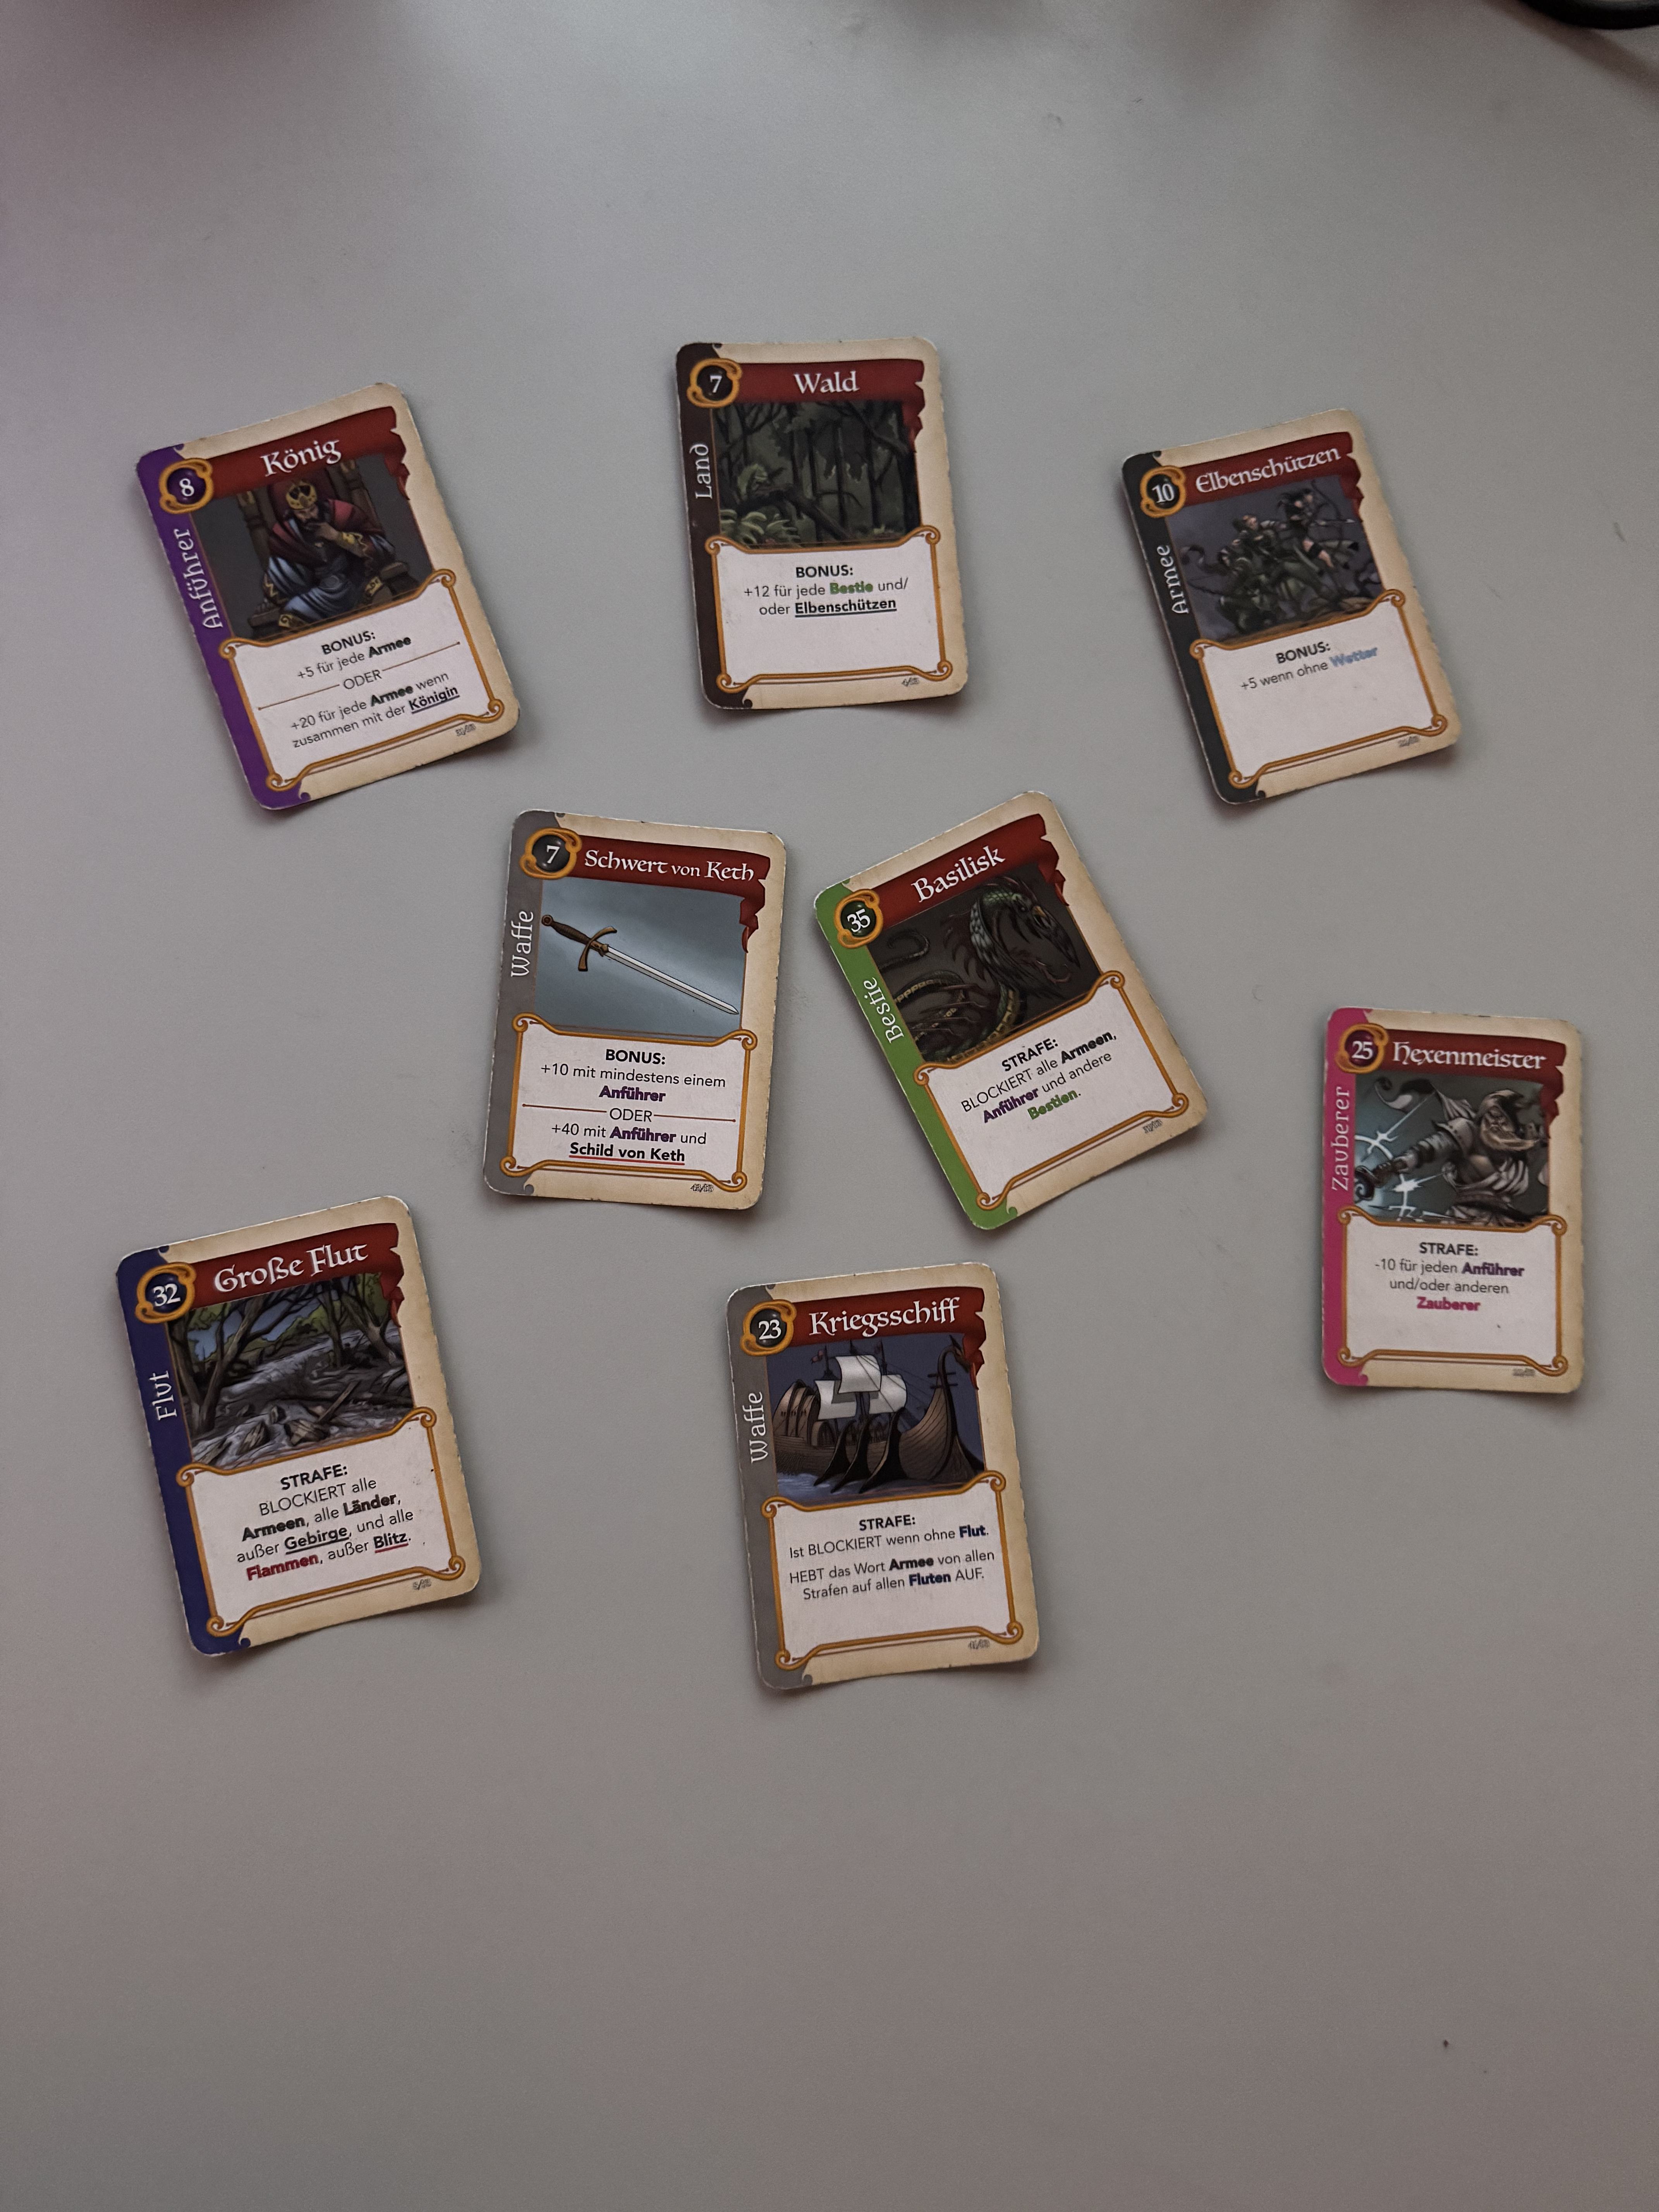 8
König
Anführer
BONUS:
+5 für jede Armee
ODER
+20 für jede Armee wenn
zusammen mit der Königin
7
Wald
Land
BONUS:
+12 für jede Bestie und/
oder Elbenschützen
10
Elbenschützen
Armee
BONUS:
+5 wenn ohne Wetter
7
Schwert von Keth
Waffe
BONUS:
+10 mit mindestens einem
Anführer
ODER
+40 mit Anführer und
Schild von Keth
35
Basilisk
Bestie
STRAFE:
BLOCKIERT alle Armeen,
Anführer und andere
Bestien.
25
Hexenmeister
Zauberer
STRAFE:
-10 für jeden Anführer
und/oder anderen
Zauberer
32
Große Flut
Flut
STRAFE:
BLOCKIERT alle
Armeen, alle Länder,
außer Gebirge, und alle
Flammen, außer Blitz.
23
Kriegsschiff
Waffe
STRAFE:
Ist BLOCKIERT wenn ohne Flut.
HEBT das Wort Armee von allen
Strafen auf allen Fluten AUF.